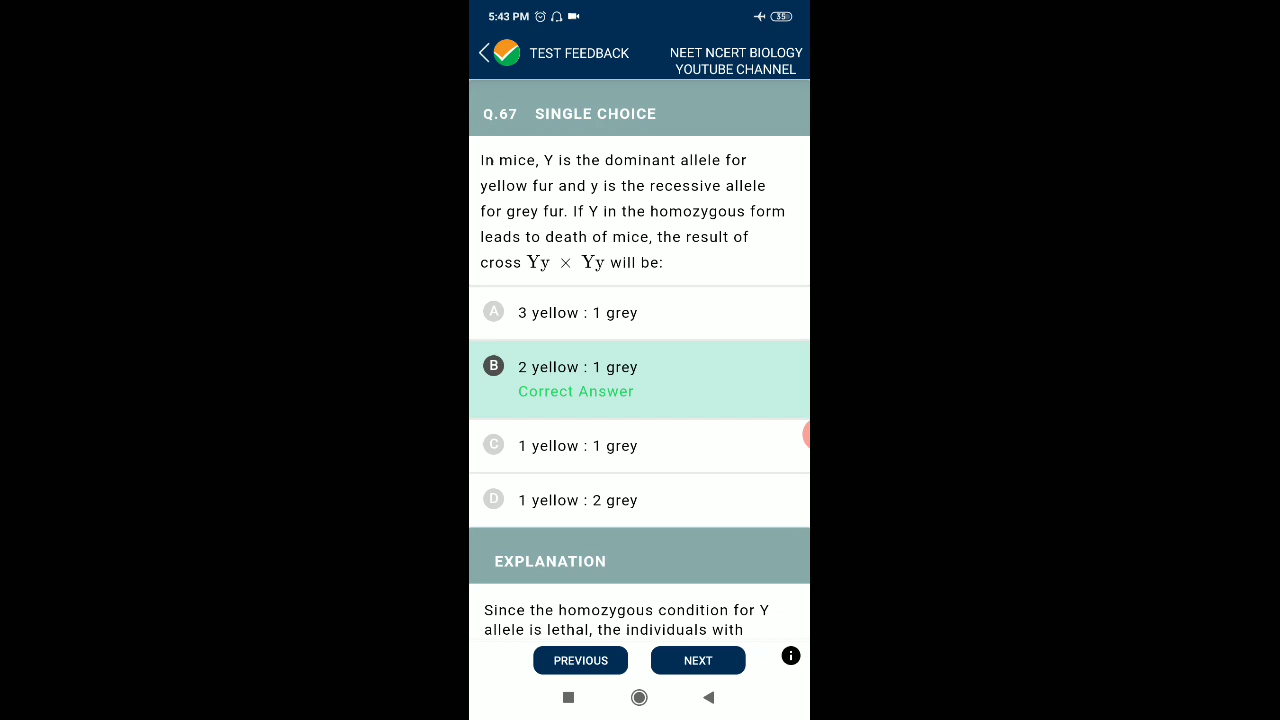 5:43 PM
35
TEST FEEDBACK
NEET NCERT BIOLOGY
YOUTUBE CHANNEL
Q.67 SINGLE CHOICE
In mice, Y is the dominant allele for
yellow fur and y is the recessive allele
for grey fur. If Y in the homozygous form
leads to death of mice, the result of
cross Yy × Yy will be:
A 3 yellow : 1 grey
B 2 yellow : 1 grey
Correct Answer
C 1 yellow : 1 grey
D 1 yellow : 2 grey
EXPLANATION
Since the homozygous condition for Y
allele is lethal, the individuals with
PREVIOUS NEXT